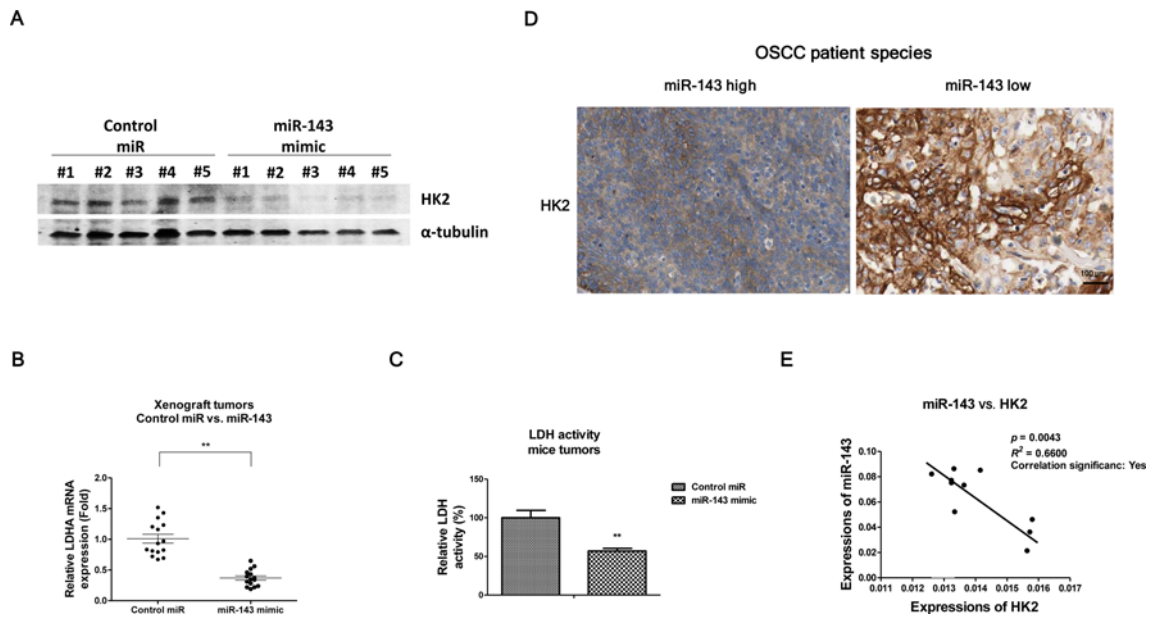 A
Control
miR
miR-143
mimic
#1 #2 #3 #4 #5 #1 #2 #3 #4 #5
HK2
α-tubulin
D
OSCC patient species
miR-143 high
miR-143 low
HK2
100 um
B
Xenograft tumors
Control miR vs. miR-143
**
Relative LDHA mRNA
expression (Fold)
2.0
1.5
1.0
0.5
0.0
Control miR
miR-143 mimic
C
LDH activity
mice tumors
Control miR
miR-143 mimic
**
Relative LDH
activity (%)
150
100
50
0
E
miR-143 vs. HK2
p = 0.0043
R² = 0.6600
Correlation significanc: Yes
Expressions of miR-143
0.10
0.08
0.06
0.04
0.02
0.00
0.011 0.012 0.013 0.014 0.015 0.016 0.017
Expressions of HK2